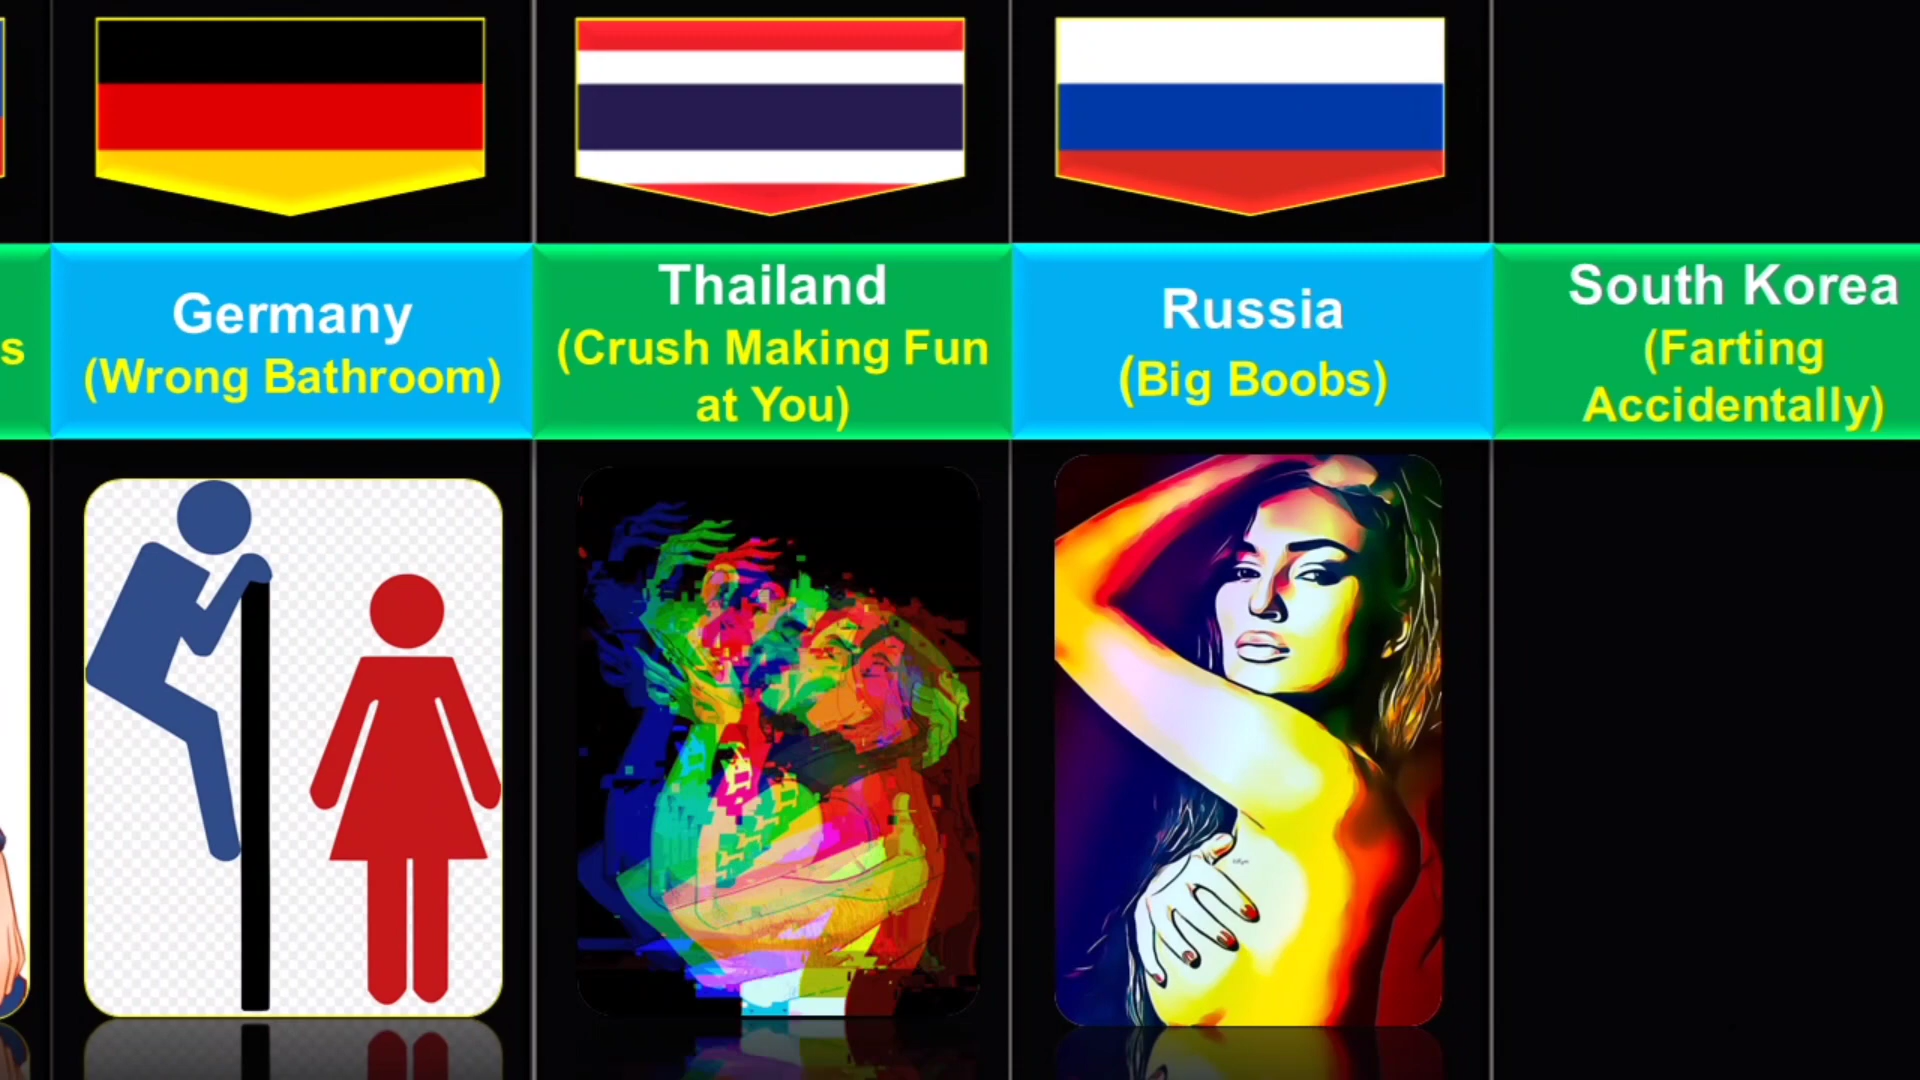 s
Germany
(Wrong Bathroom)
Thailand
(Crush Making Fun
at You)
Russia
(Big Boobs)
South Korea
(Farting
Accidentally)